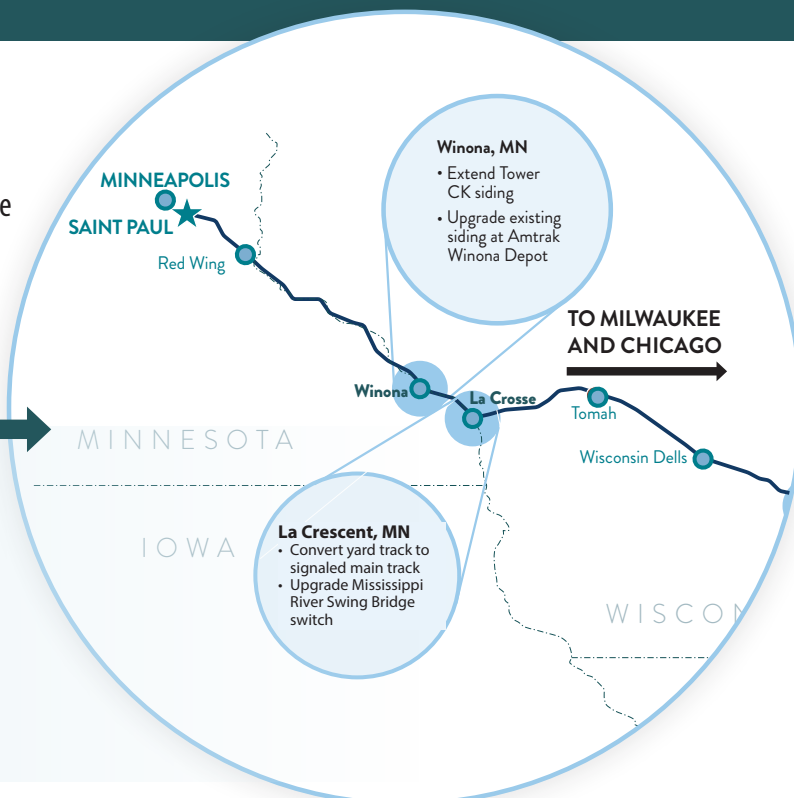 e
MINNEAPOLIS
SAINT PAUL
Red Wing
Winona, MN
• Extend Tower
CK siding
• Upgrade existing
siding at Amtrak
Winona Depot
TO MILWAUKEE
AND CHICAGO
Winona
La Crosse
Tomah
Wisconsin Dells
MINNESOTA
IOWA
La Crescent, MN
• Convert yard track to
signaled main track
• Upgrade Mississippi
River Swing Bridge
switch
WISCON